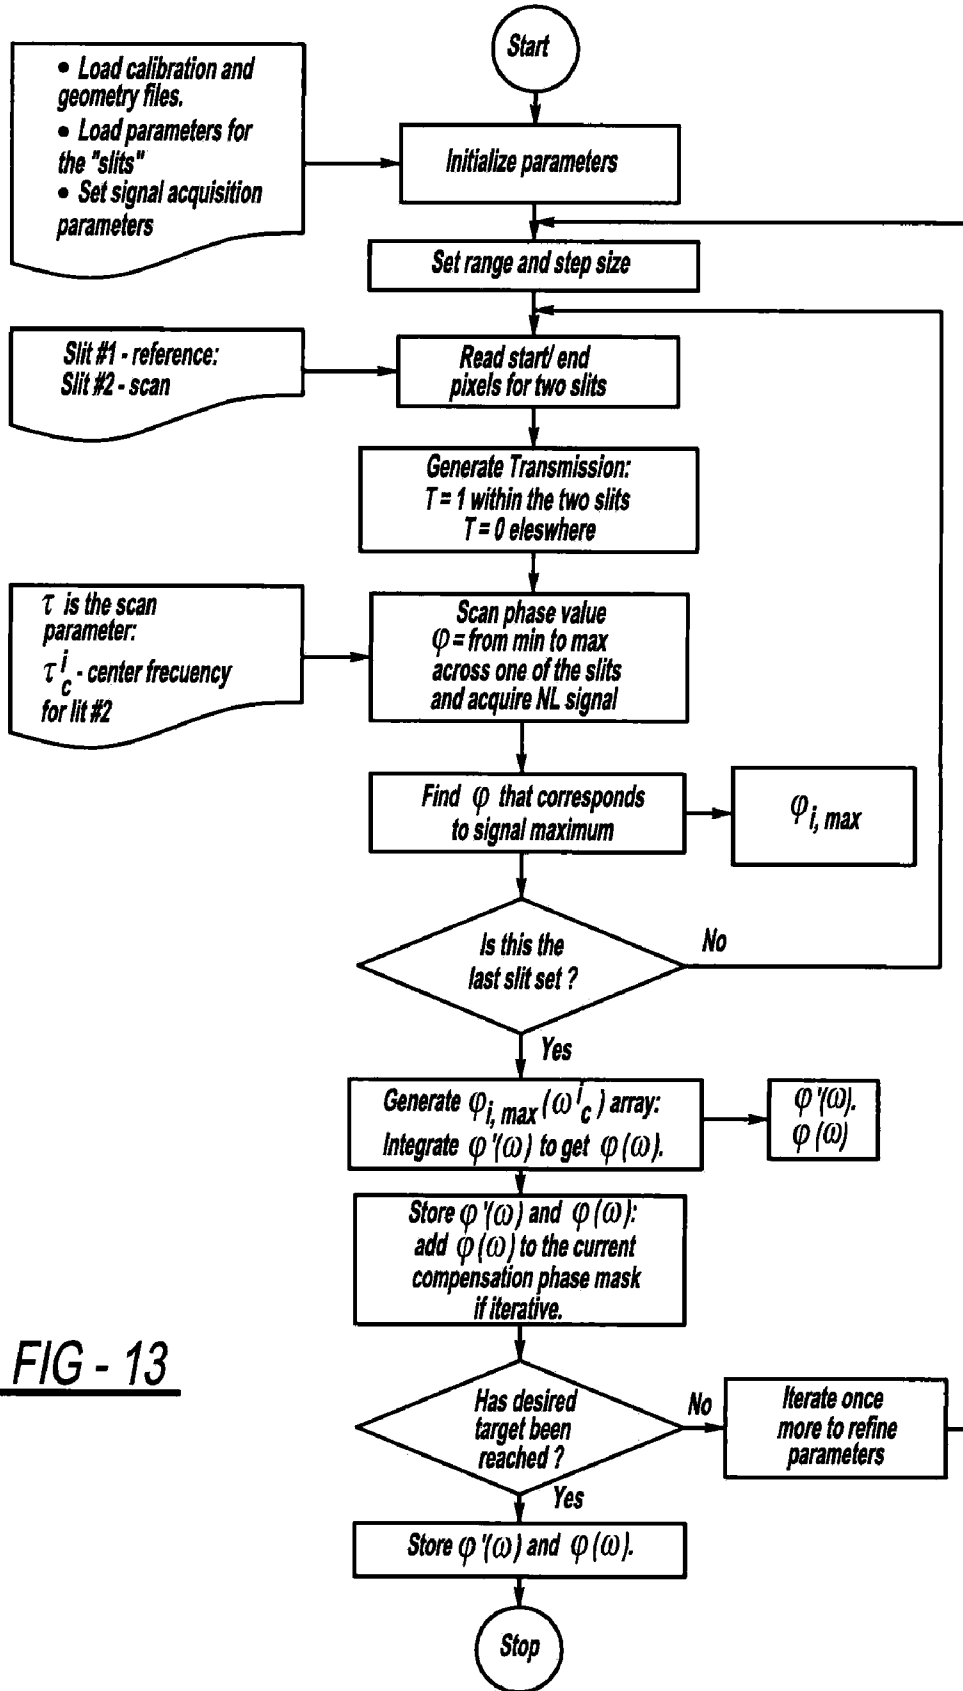 Start
• Load calibration and
geometry files.
• Load parameters for
the "slits"
• Set signal acquisition
parameters
Initialize parameters
Set range and step size
Slit #1 - reference:
Slit #2 - scan
Read start/ end
pixels for two slits
Generate Transmission:
T = 1 within the two slits
T = 0 eleswhere
τ is the scan
parameter:
τ_c^i - center frecuency
for lit #2
Scan phase value
φ = from min to max
across one of the slits
and acquire NL signal
Find φ that corresponds
to signal maximum
φ_i, max
Is this the
last slit set ?
No
Yes
Generate φ_i, max (ω_c^i) array:
Integrate φ'(ω) to get φ(ω).
φ'(ω).
φ(ω)
Store φ'(ω) and φ(ω):
add φ(ω) to the current
compensation phase mask
if iterative.
FIG - 13
Has desired
target been
reached ?
No
Iterate once
more to refine
parameters
Yes
Store φ'(ω) and φ(ω).
Stop